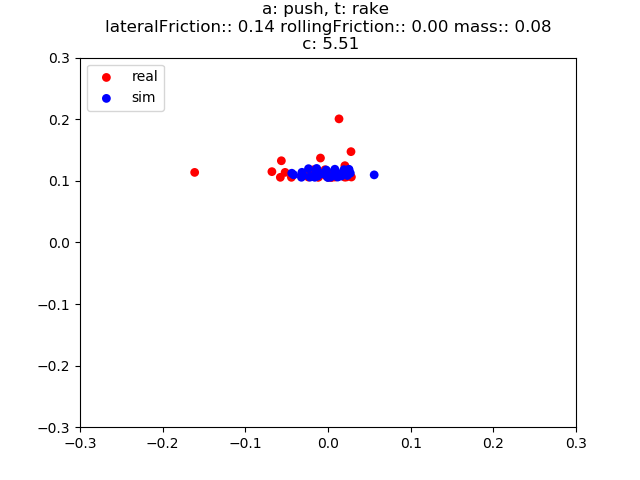 a: push, t: rake
lateralFriction:: 0.14 rollingFriction:: 0.00 mass:: 0.08
c: 5.51
real
sim
0.3
0.2
0.1
0.0
−0.1
−0.2
−0.3
−0.3
−0.2
−0.1
0.0
0.1
0.2
0.3